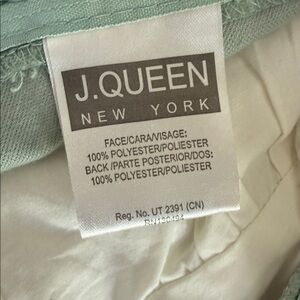 J.QUEEN
NEW YORK
FACE/CARA/VISAGE:
100% POLYESTER/POLIESTER
BACK /PARTE POSTERIOR/DOS:
100% POLYESTER/POLIESTER
Reg. No. UT 2391 (CN)